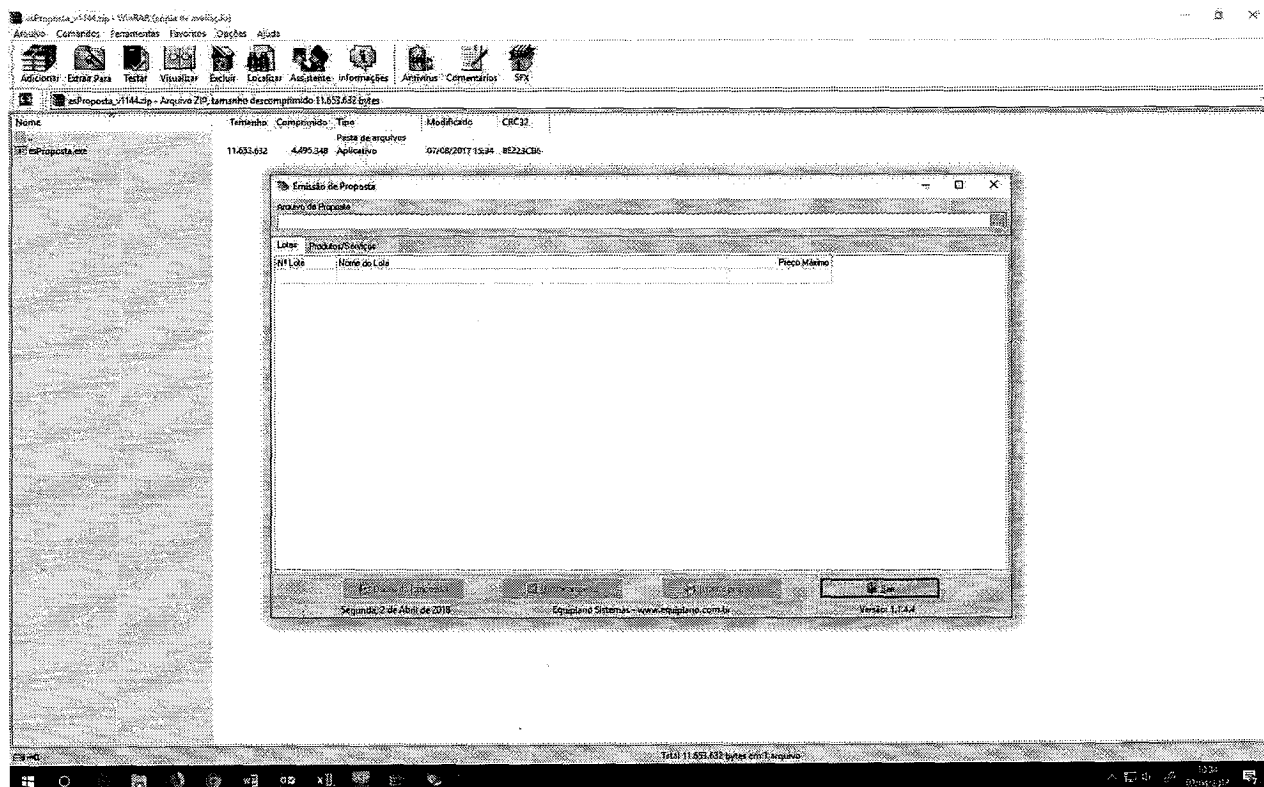 esProposta_v1144.zip - WinRAR (cópia de avaliação)
Arquivo Comandos Ferramentas Favoritos Opções Ajuda
Adicionar Extrair Para Testar Visualizar Excluir Localizar Assistente Informações Antivírus Comentários SFX
esProposta_v1144.zip - Arquivo ZIP, tamanho descomprimido 11.653.632 bytes
Nome Tamanho Comprimido Tipo Modificado CRC32
Pasta de arquivos
esProposta.exe 11.653.632 4.495.348 Aplicativo 07/08/2017 15:34
Emissão de Proposta
Arquivo de Proposta
Lotes Produtos/Serviços
Nº Lote Nome do Lote Preço Máximo
Sair
Segunda, 2 de Abril de 2018 Equiplano Sistemas - www.equiplano.com.br Versão: 1.1.4.4
Total 11.653.632 bytes em 1 arquivo